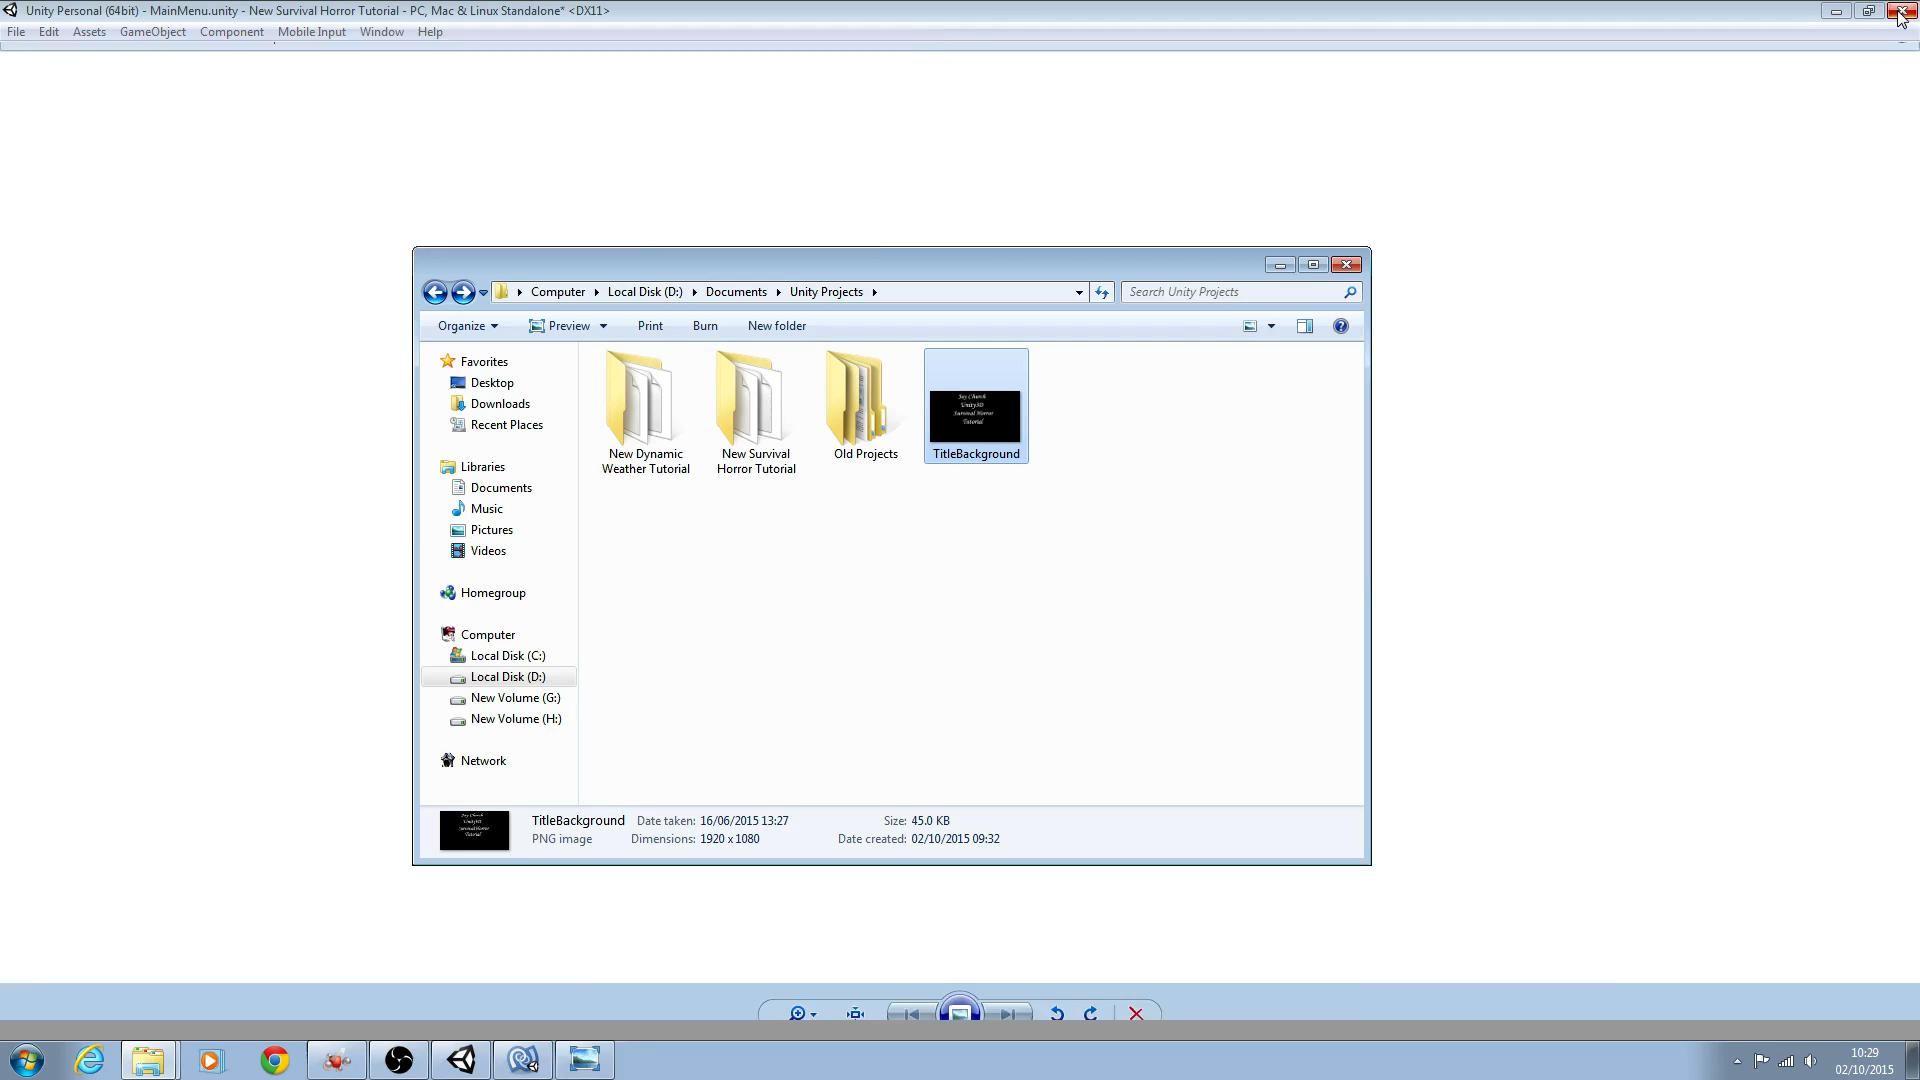 Unity Personal (64bit) - MainMenu.unity - New Survival Horror Tutorial - PC, Mac & Linux Standalone* <DX11>
File Edit Assets GameObject Component Mobile Input Window Help
Computer Local Disk (D:) Documents Unity Projects
Search Unity Projects
Organize Preview Print Burn New folder
Favorites
Desktop
Downloads
Recent Places
Libraries
Documents
Music
Pictures
Videos
Homegroup
Computer
Local Disk (C:)
Local Disk (D:)
New Volume (G:)
New Volume (H:)
Network
New Dynamic
Weather Tutorial
New Survival
Horror Tutorial
Old Projects
Unity3D
Survival Horror
Tutorial
TitleBackground
TitleBackground Date taken: 16/06/2015 13:27 Size: 45.0 KB
PNG image Dimensions: 1920 x 1080 Date created: 02/10/2015 09:32
10:29
02/10/2015